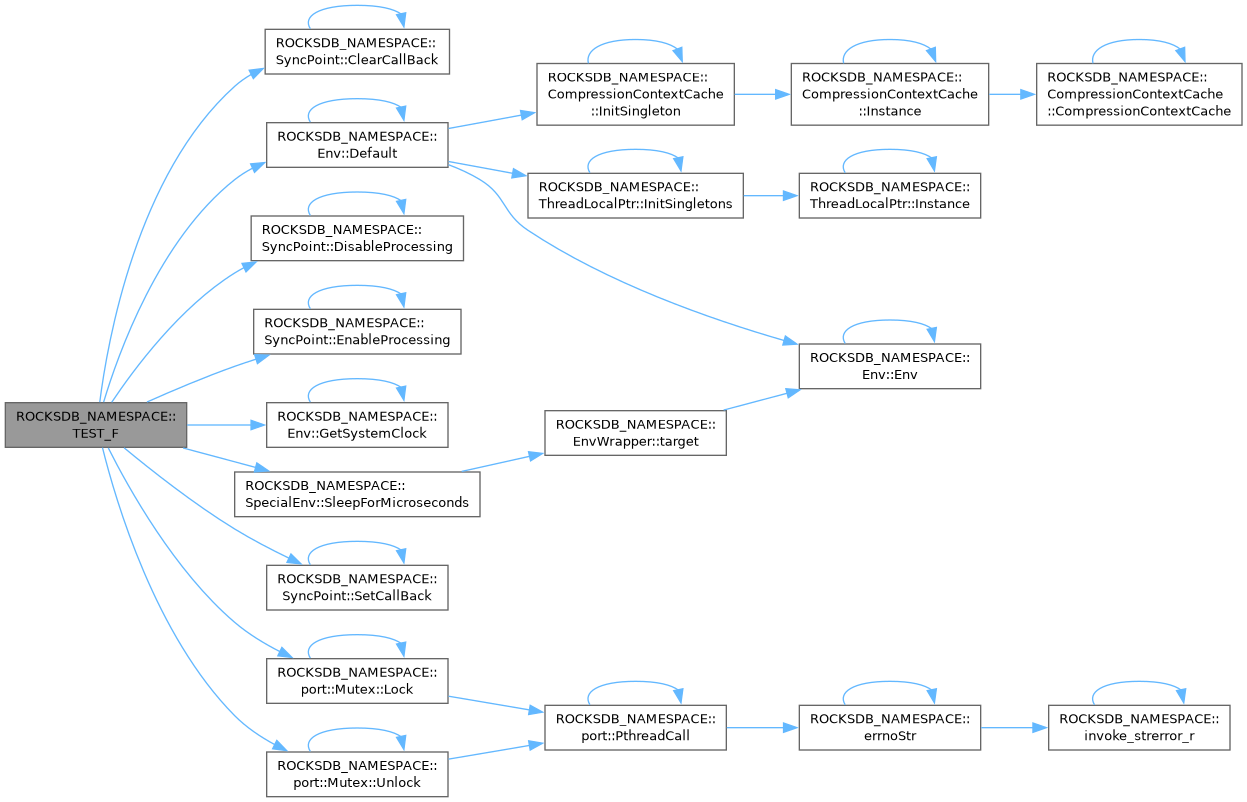 ROCKSDB_NAMESPACE::
SyncPoint::ClearCallBack
ROCKSDB_NAMESPACE::
CompressionContextCache
::InitSingleton
ROCKSDB_NAMESPACE::
CompressionContextCache
::Instance
ROCKSDB_NAMESPACE::
CompressionContextCache
::CompressionContextCache
ROCKSDB_NAMESPACE::
Env::Default
ROCKSDB_NAMESPACE::
ThreadLocalPtr::InitSingletons
ROCKSDB_NAMESPACE::
ThreadLocalPtr::Instance
ROCKSDB_NAMESPACE::
SyncPoint::DisableProcessing
ROCKSDB_NAMESPACE::
SyncPoint::EnableProcessing
ROCKSDB_NAMESPACE::
Env::Env
ROCKSDB_NAMESPACE::
TEST_F
ROCKSDB_NAMESPACE::
Env::GetSystemClock
ROCKSDB_NAMESPACE::
EnvWrapper::target
ROCKSDB_NAMESPACE::
SpecialEnv::SleepForMicroseconds
ROCKSDB_NAMESPACE::
SyncPoint::SetCallBack
ROCKSDB_NAMESPACE::
port::Mutex::Lock
ROCKSDB_NAMESPACE::
port::PthreadCall
ROCKSDB_NAMESPACE::
errnoStr
ROCKSDB_NAMESPACE::
invoke_strerror_r
ROCKSDB_NAMESPACE::
port::Mutex::Unlock